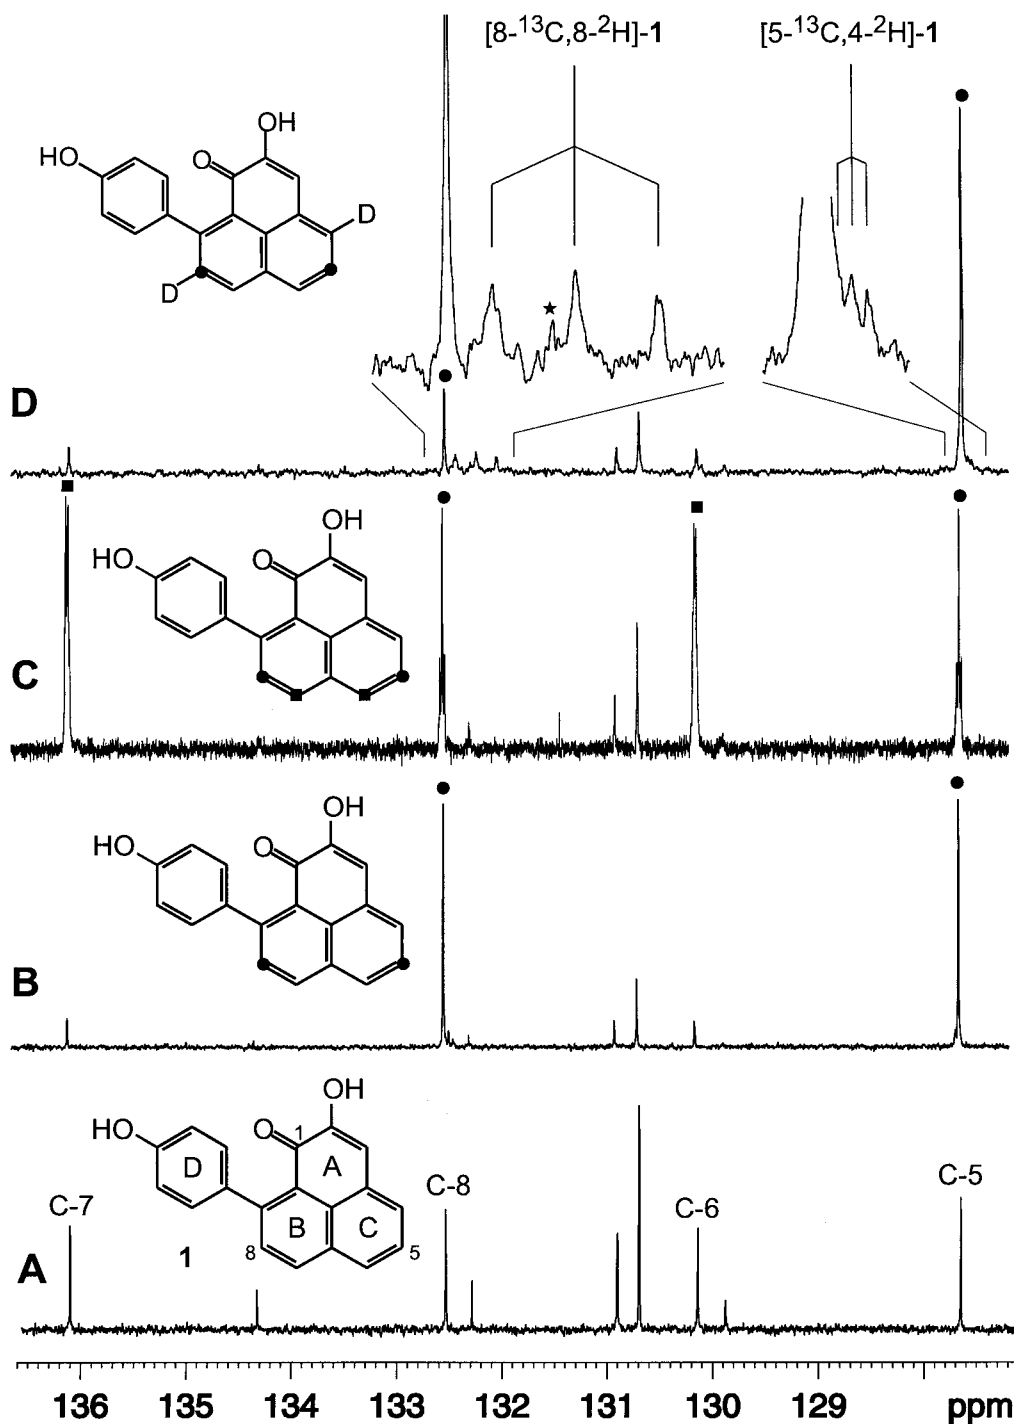 [8-¹³C,8-²H]-1 [5-¹³C,4-²H]-1
OH
HO
O
D
D
D
OH
HO
O
C
OH
HO
O
B
OH
HO
O
1
D
A
B
C
8
5
1
C-7
C-8
C-6
C-5
A
136 135 134 133 132 131 130 129 ppm